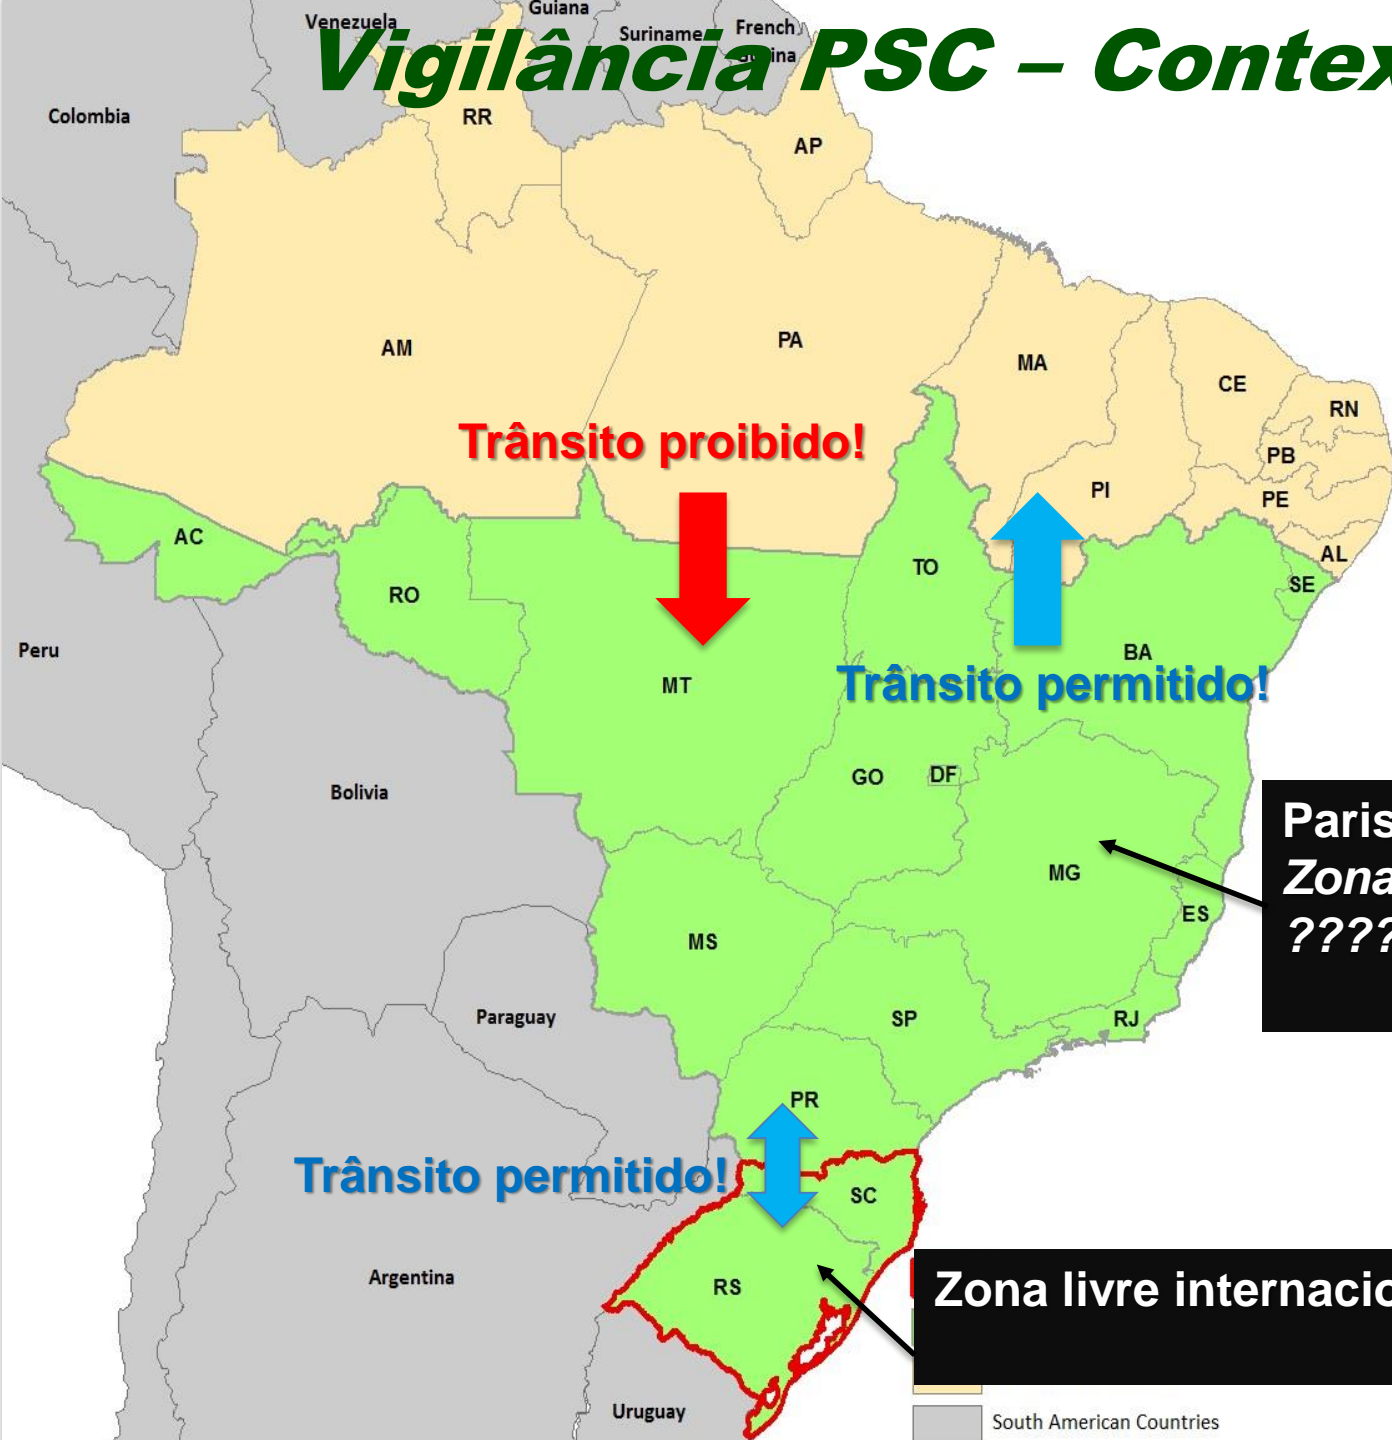 Guiana
Venezuela
Suriname
French
Vigilância PSC – Contex
Colombia
RR
AP
AM
PA
MA
CE
RN
Trânsito proibido!
PB
PI
PE
AC
AL
TO
SE
RO
Peru
BA
MT
Trânsito permitido!
GO
DF
Bolivia
Paris
Zona
????
MG
ES
MS
Paraguay
SP
RJ
PR
Trânsito permitido!
SC
Argentina
RS
Zona livre internacio
Uruguay
South American Countries